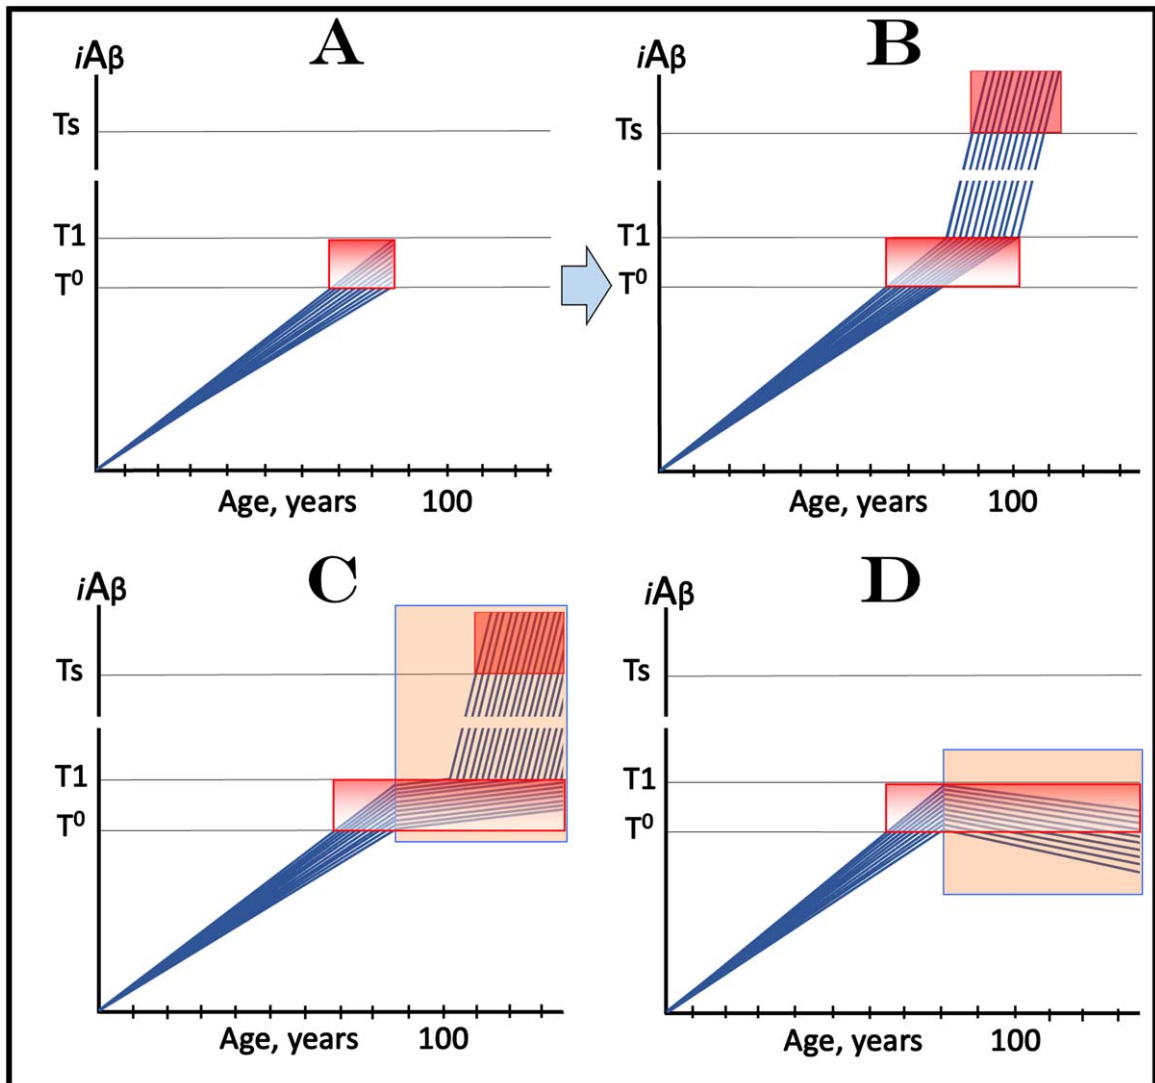 A
iAβ
Ts
T1
T⁰
Age, years 100
B
iAβ
Ts
T1
T⁰
Age, years 100
C
iAβ
Ts
T1
T⁰
Age, years 100
D
iAβ
Ts
T1
T⁰
Age, years 100